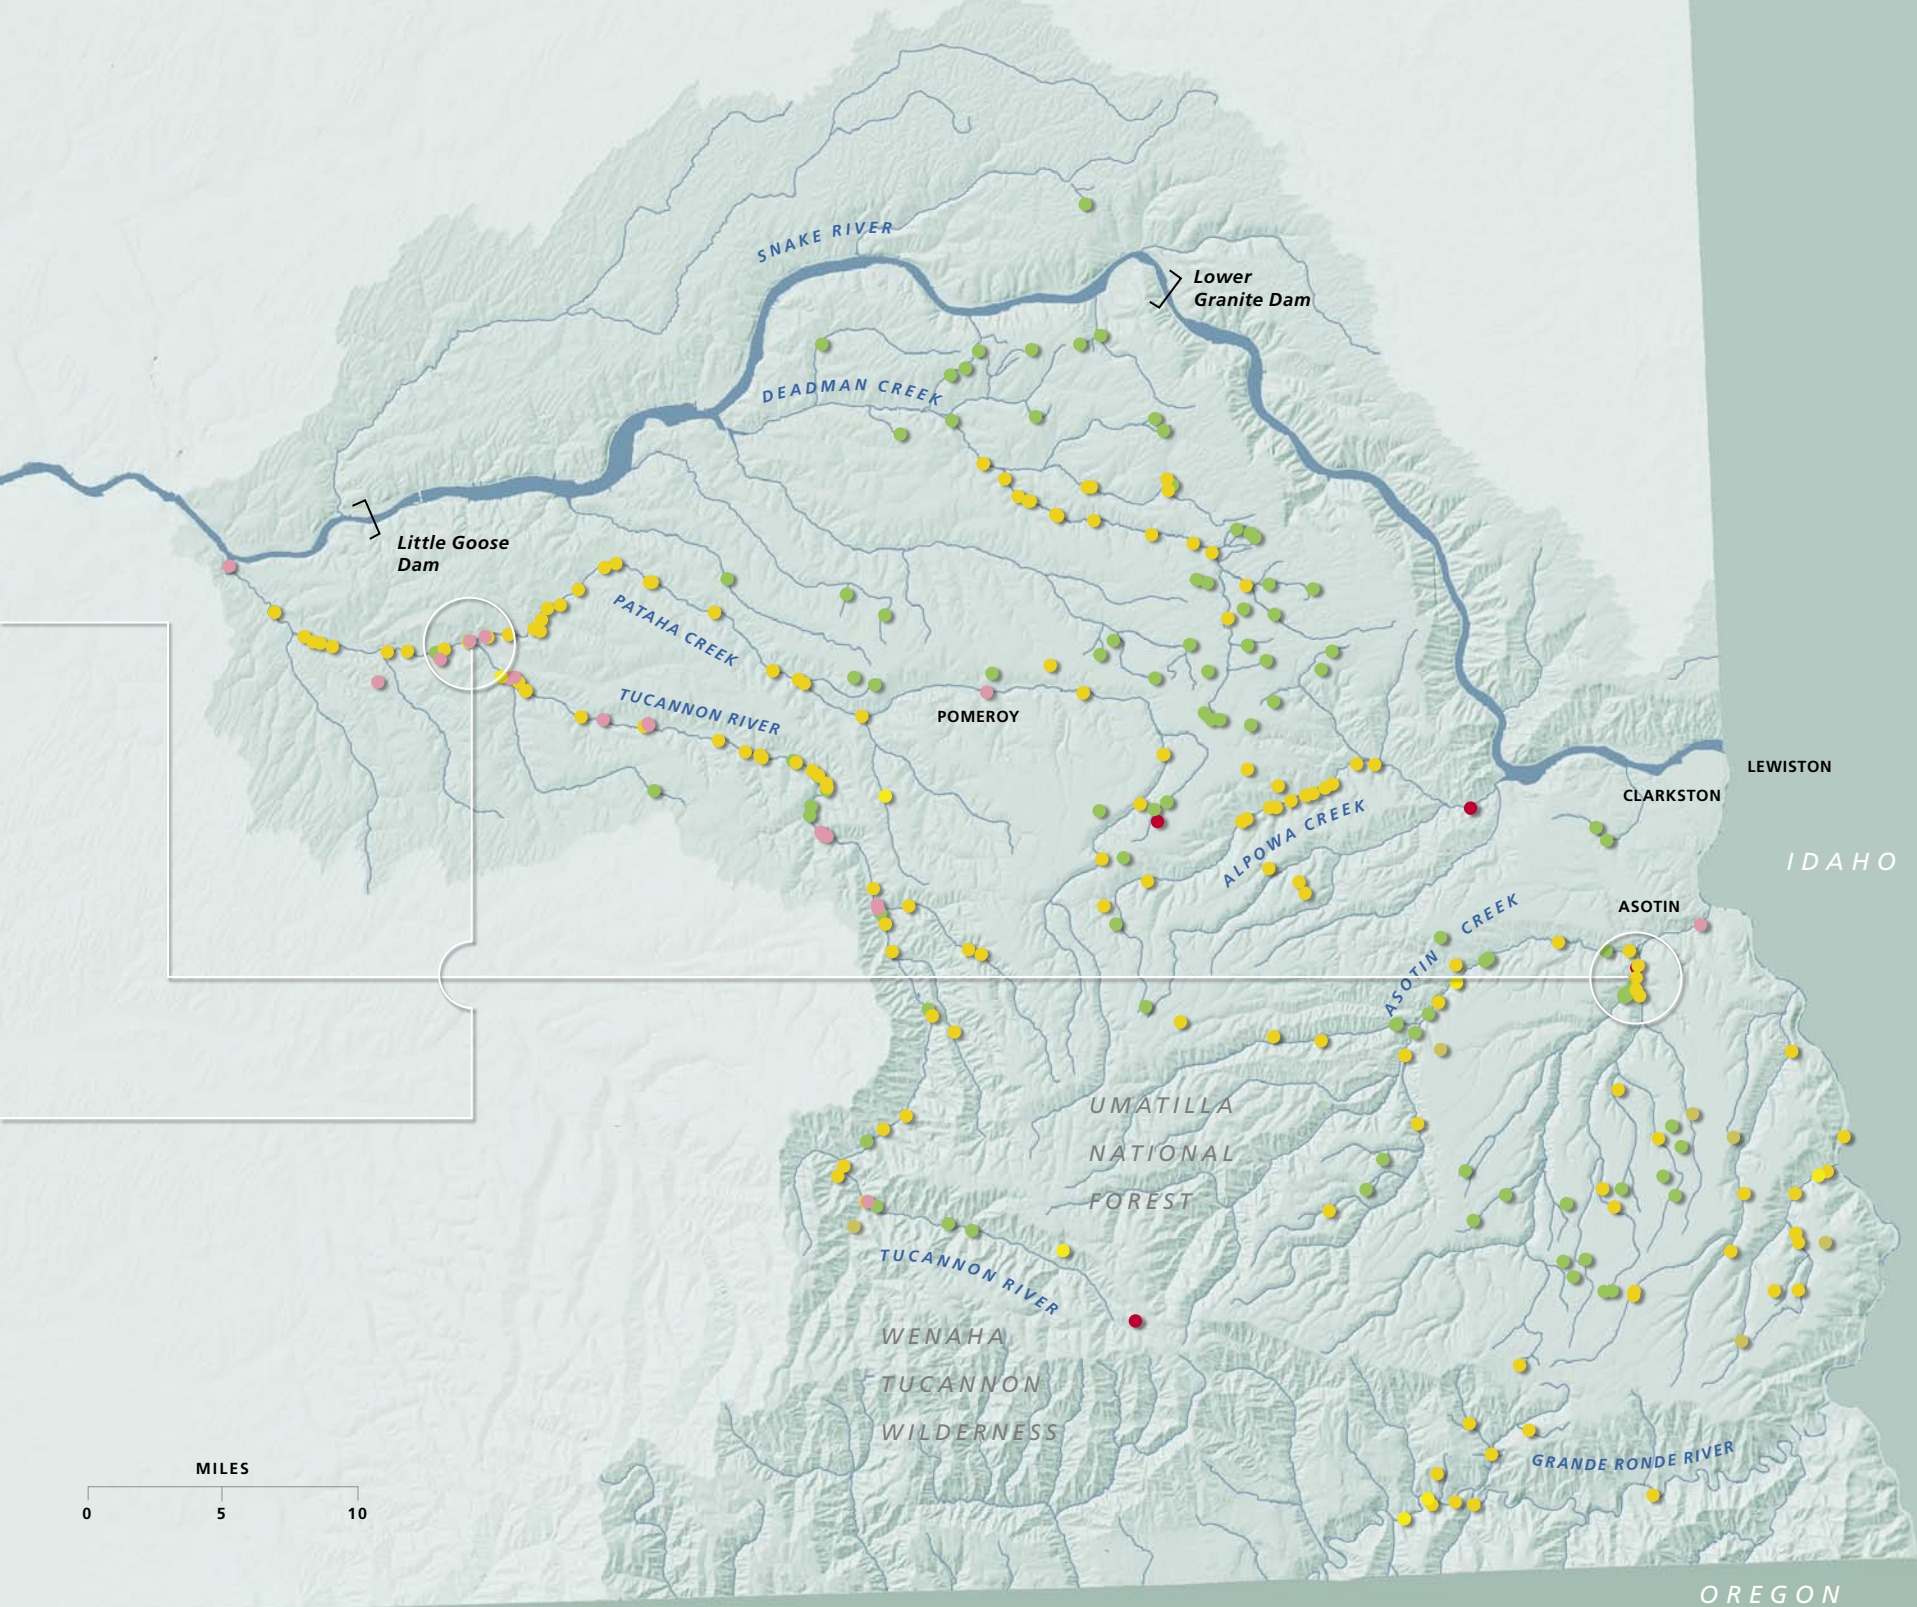 SNAKE RIVER
Lower
Granite Dam
DEADMAN CREEK
Little Goose
Dam
PATAHA CREEK
TUCANNON RIVER
POMEROY
LEWISTON
CLARKSTON
ALPOWA CREEK
IDAHO
ASOTIN
ASOTIN CREEK
UMATILLA
NATIONAL
FOREST
TUCANNON RIVER
WENAHA
TUCANNON
WILDERNESS
GRANDE RONDE RIVER
MILES
0 5 10
OREGON